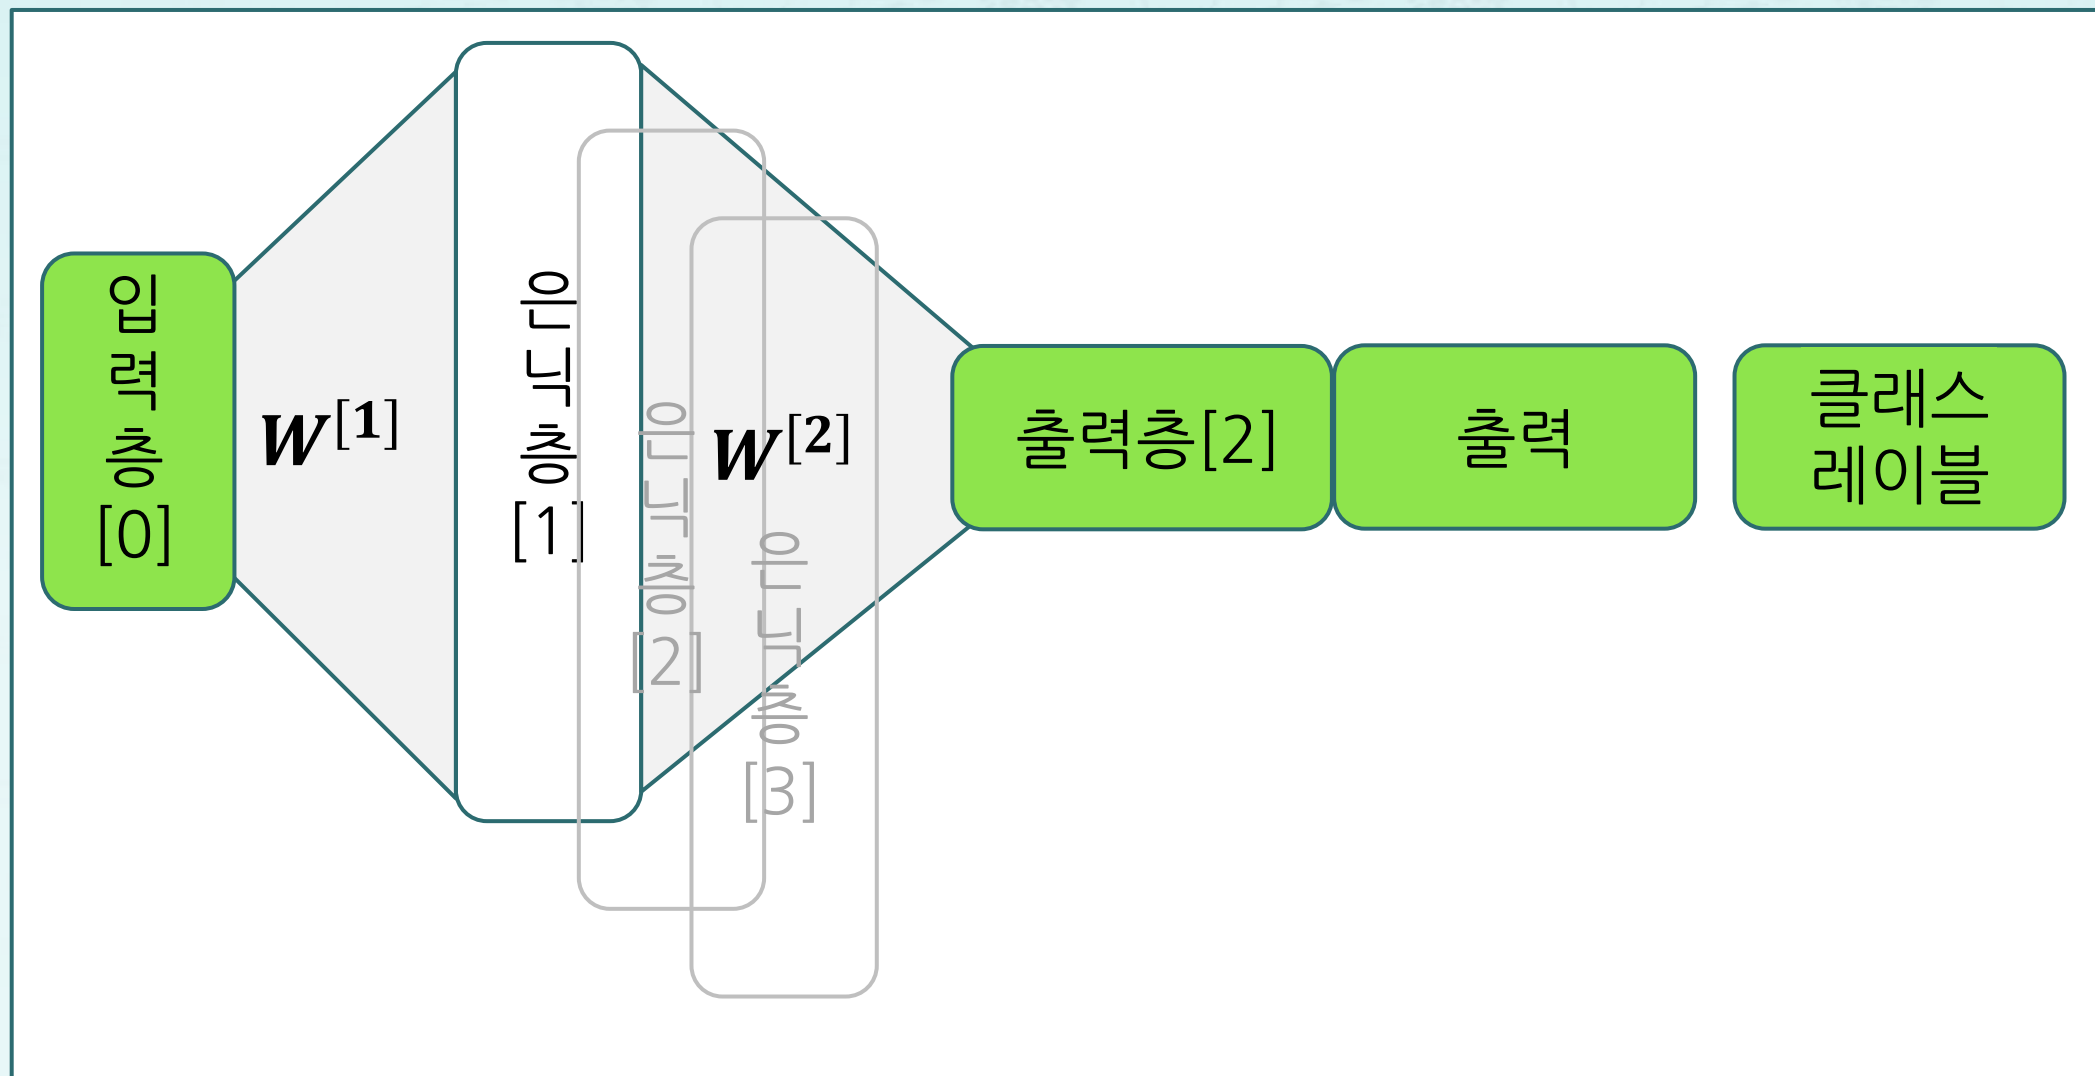 입
력
층
[0]
W[1]
은
닉
층
[1]
은
닉
층
[2]
W[2]
은
닉
층
[3]
출력층[2]
출력
클래스
레이블